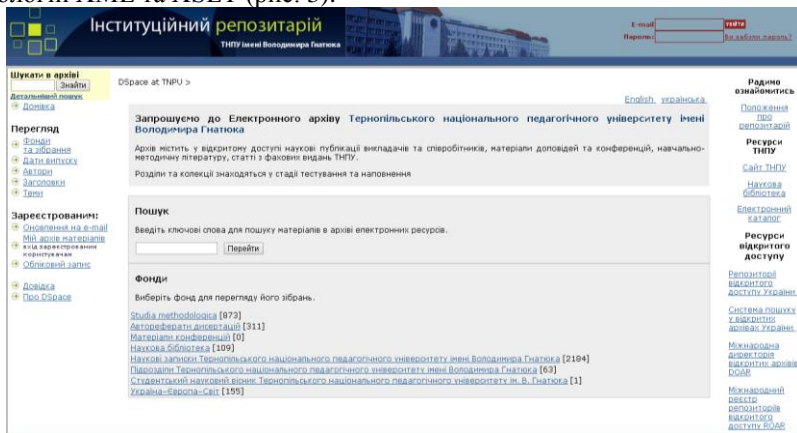 Інституційний репозитарій
ТНПУ імені Володимира Гнатюка
E-mail
Пароль:
УВІЙТИ
Ви забули пароль?
Шукати в архіві
Знайти
Детальніший пошук
Домівка
Перегляд
Фонди
та зібрання
Дати випуску
Автори
Заголовки
Теми
Зареєстрованим:
Оновлення на e-mail
Мій архів матеріалів
вхід зареєстрованих
користувачам
Обліковий запис
Довідка
Про DSpace
DSpace at TNPU >
English українська
Запрошуємо до Електронного архіву Тернопільського національного педагогічного університету імені
Володимира Гнатюка
Архів містить у відкритому доступі наукові публікації викладачів та співробітників, матеріали доповідей та конференцій, навчально-
методичну літературу, статті з фахових видань ТНПУ.
Розділи та колекції знаходяться у стадії тестування та наповнення
Пошук
Введіть ключові слова для пошуку матеріалів в архіві електронних ресурсів.
Перейти
Фонди
Виберіть фонд для перегляду його зібрань.
Studia methodologica [873]
Автореферати дисертацій [311]
Матеріали конференцій [0]
Наукова бібліотека [109]
Наукові записки Тернопільського національного педагогічного університету імені Володимира Гнатюка [2184]
Підрозділи Тернопільського національного педагогічного університету імені Володимира Гнатюка [63]
Студентський науковий вісник Тернопільського національного педагогічного університету ім. В. Гнатюка [1]
Україна–Європа–Світ [155]
Радимо
ознайомитись
Положення
про
репозитарій
Ресурси
ТНПУ
Сайт ТНПУ
Наукова
бібліотека
Електронний
каталог
Ресурси
відкритого
доступу
Репозиторії
відкритого
доступу України
Система пошуку
у відкритих
архівах України
Міжнародна
директорія
відкритих архівів
DOAR
Міжнародний
реєстр
репозиторіїв
відкритого
доступу ROAR